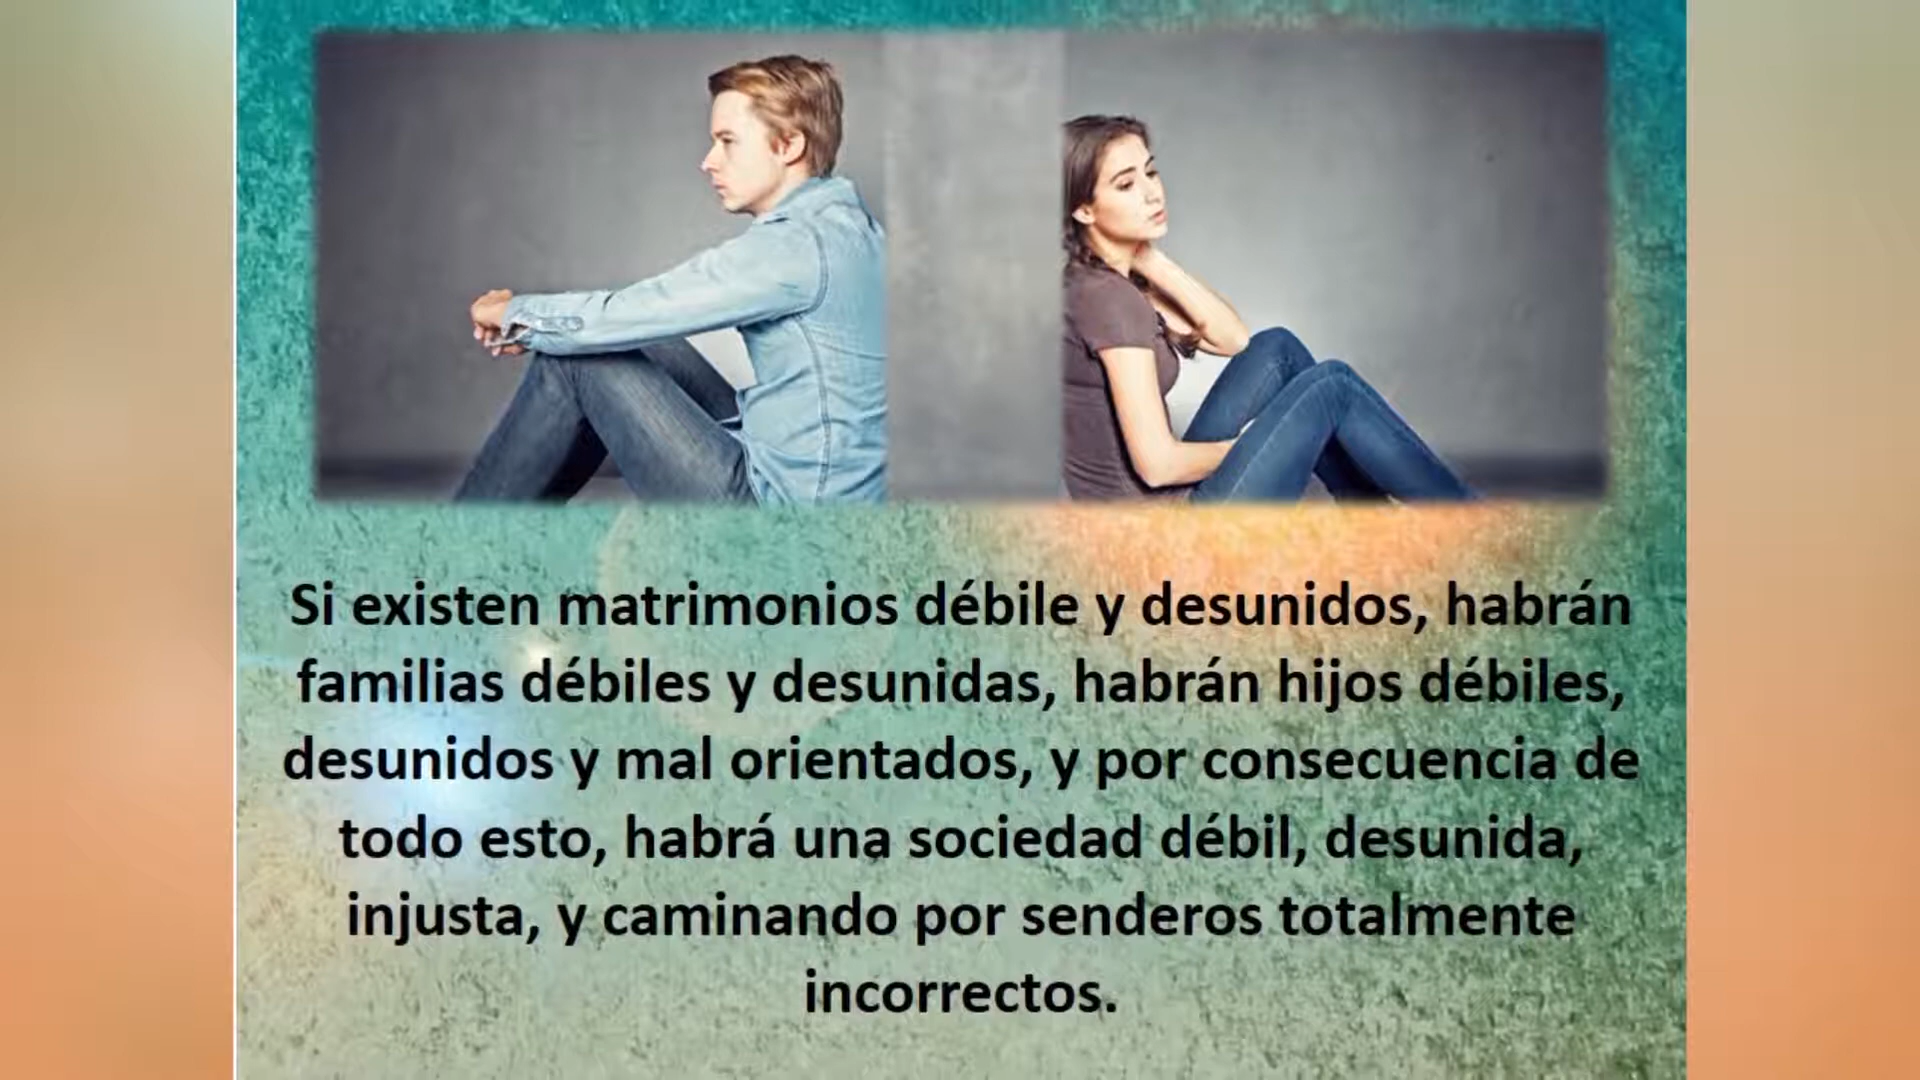 Si existen matrimonios débile y desunidos, habrán
familias débiles y desunidas, habrán hijos débiles,
desunidos y mal orientados, y por consecuencia de
todo esto, habrá una sociedad débil, desunida,
injusta, y caminando por senderos totalmente
incorrectos.